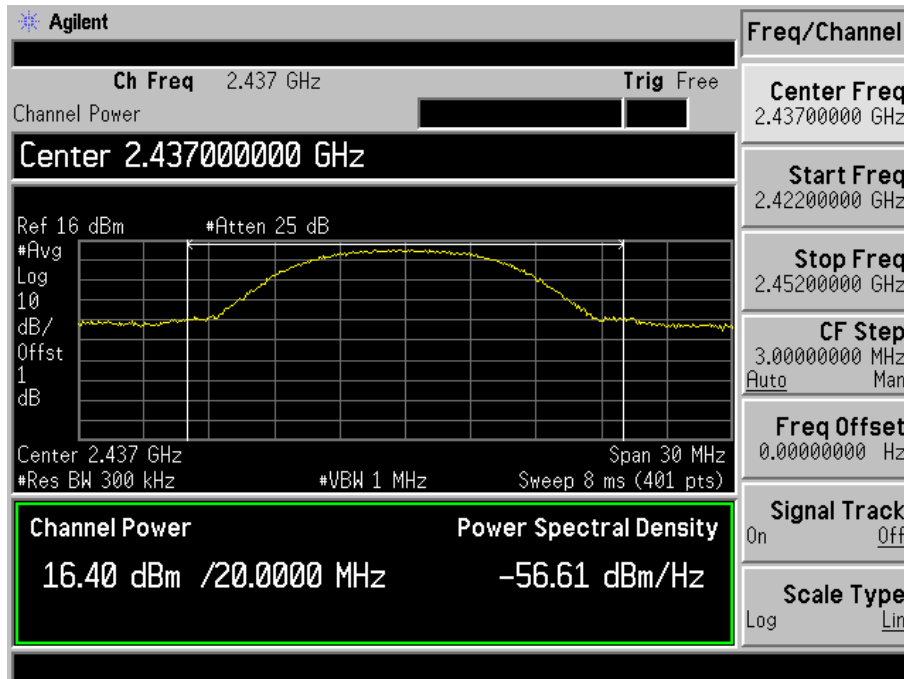 Agilent
Freq/Channel
Ch Freq 2.437 GHz Trig Free
Channel Power
Center 2.437000000 GHz
Ref 16 dBm #Atten 25 dB
#Avg
Log
10
dB/
Offst
1
dB
Center 2.437 GHz Span 30 MHz
#Res BW 300 kHz #VBW 1 MHz Sweep 8 ms (401 pts)
Channel Power Power Spectral Density
16.40 dBm /20.0000 MHz -56.61 dBm/Hz
Center Freq
2.43700000 GHz
Start Freq
2.42200000 GHz
Stop Freq
2.45200000 GHz
CF Step
3.00000000 MHz
Auto Man
Freq Offset
0.00000000 Hz
Signal Track
On Off
Scale Type
Log Lin